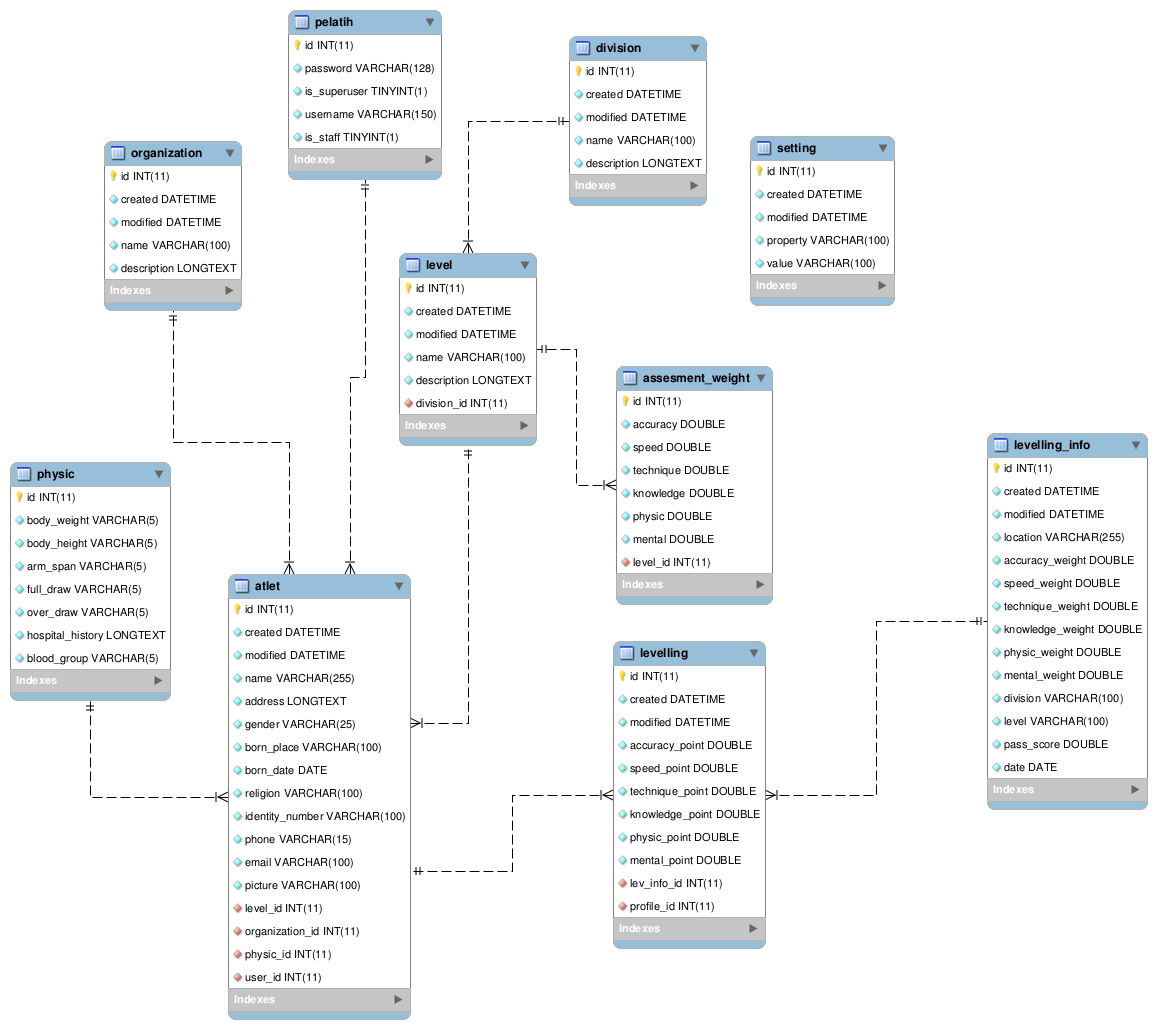 pelatih
id INT(11)
password VARCHAR(128)
is_superuser TINYINT(1)
username VARCHAR(150)
is_staff TINYINT(1)
Indexes
division
id INT(11)
created DATETIME
modified DATETIME
name VARCHAR(100)
description LONGTEXT
Indexes
organization
id INT(11)
created DATETIME
modified DATETIME
name VARCHAR(100)
description LONGTEXT
Indexes
setting
id INT(11)
created DATETIME
modified DATETIME
property VARCHAR(100)
value VARCHAR(100)
Indexes
level
id INT(11)
created DATETIME
modified DATETIME
name VARCHAR(100)
description LONGTEXT
division_id INT(11)
Indexes
assesment_weight
id INT(11)
accuracy DOUBLE
speed DOUBLE
technique DOUBLE
knowledge DOUBLE
physic DOUBLE
mental DOUBLE
level_id INT(11)
Indexes
levelling_info
id INT(11)
created DATETIME
modified DATETIME
location VARCHAR(255)
accuracy_weight DOUBLE
speed_weight DOUBLE
technique_weight DOUBLE
knowledge_weight DOUBLE
physic_weight DOUBLE
mental_weight DOUBLE
division VARCHAR(100)
level VARCHAR(100)
pass_score DOUBLE
date DATE
Indexes
physic
id INT(11)
body_weight VARCHAR(5)
body_height VARCHAR(5)
arm_span VARCHAR(5)
full_draw VARCHAR(5)
over_draw VARCHAR(5)
hospital_history LONGTEXT
blood_group VARCHAR(5)
Indexes
atlet
id INT(11)
created DATETIME
modified DATETIME
name VARCHAR(255)
address LONGTEXT
gender VARCHAR(25)
born_place VARCHAR(100)
born_date DATE
religion VARCHAR(100)
identity_number VARCHAR(100)
phone VARCHAR(15)
email VARCHAR(100)
picture VARCHAR(100)
level_id INT(11)
organization_id INT(11)
physic_id INT(11)
user_id INT(11)
Indexes
levelling
id INT(11)
created DATETIME
modified DATETIME
accuracy_point DOUBLE
speed_point DOUBLE
technique_point DOUBLE
knowledge_point DOUBLE
physic_point DOUBLE
mental_point DOUBLE
lev_info_id INT(11)
profile_id INT(11)
Indexes